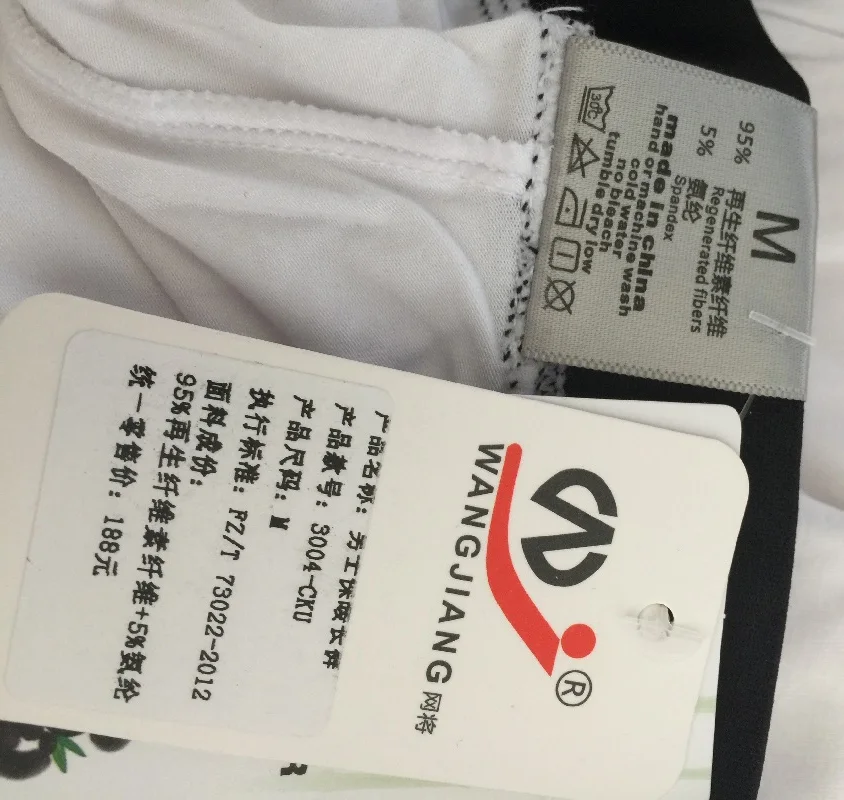 M
95% 再生纤维素纤维
Regenerated fibers
5% 氨纶
Spandex
made in china
hand or machine wash
cold water
no bleach
tumble dry low
30℃
WANGJIANG 网将
®
产品名称：
产品款号：3004-CKU
产品尺码：M
执行标准：FZ/T 73022-2012
面料成份：
95%再生纤维素纤维+5%氨纶
统一零售价：188元
R